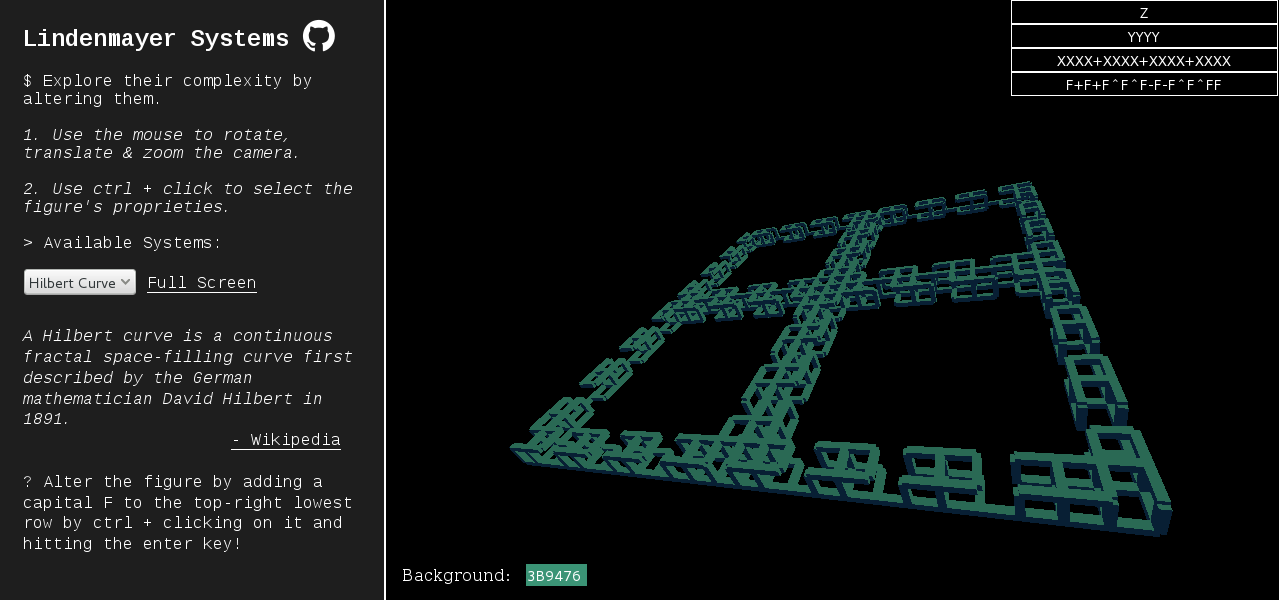 Lindenmayer Systems
$ Explore their complexity by
altering them.
1. Use the mouse to rotate,
translate & zoom the camera.
2. Use ctrl + click to select the
figure's proprieties.
> Available Systems:
Hilbert Curve Full Screen
A Hilbert curve is a continuous
fractal space-filling curve first
described by the German
mathematician David Hilbert in
1891.
- Wikipedia
? Alter the figure by adding a
capital F to the top-right lowest
row by ctrl + clicking on it and
hitting the enter key!
Z
YYYY
XXXX+XXXX+XXXX+XXXX
F+F+F^F^F-F-F^F^FF
Background: 3B9476